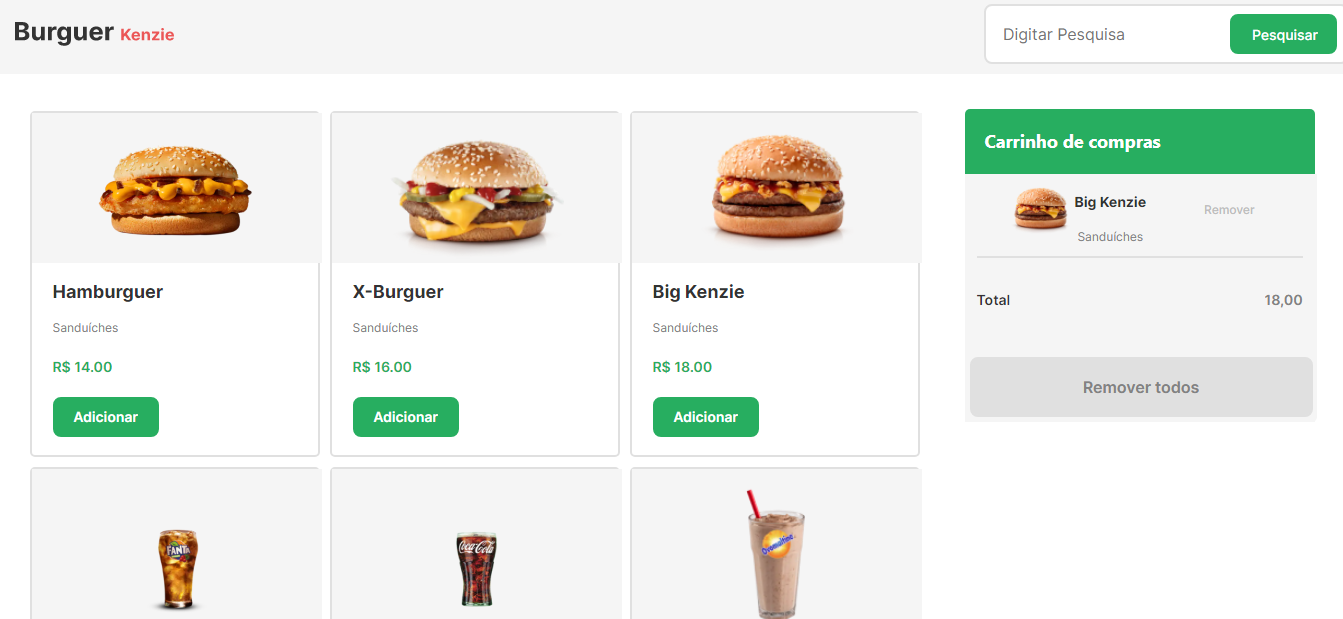 Burguer Kenzie
Digitar Pesquisa
Pesquisar
Hamburguer
Sanduíches
R$ 14.00
Adicionar
X-Burguer
Sanduíches
R$ 16.00
Adicionar
Big Kenzie
Sanduíches
R$ 18.00
Adicionar
FANTA
Coca-Cola
Ovomaltine
Carrinho de compras
Big Kenzie
Remover
Sanduíches
Total
18,00
Remover todos